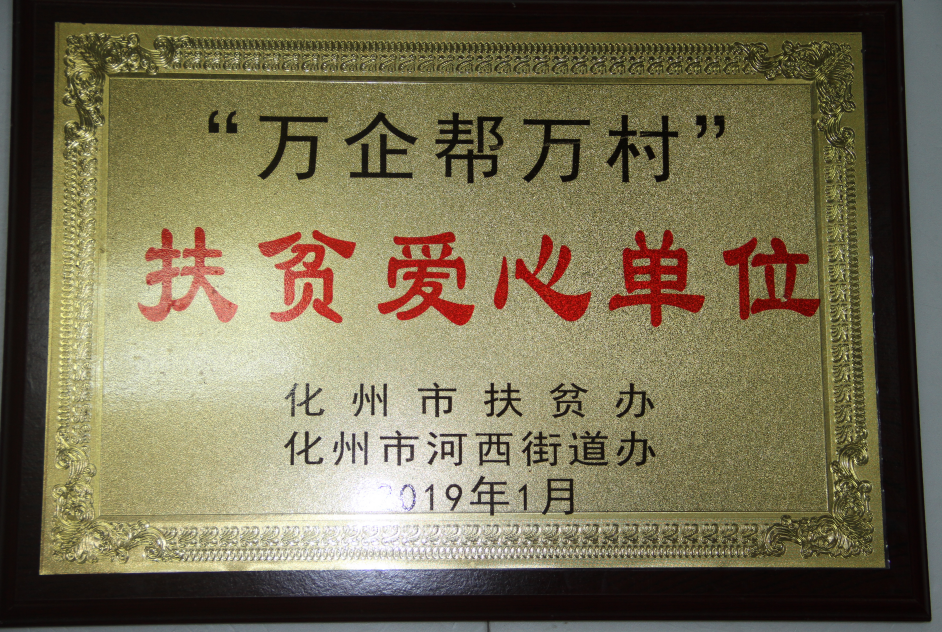 “万企帮万村”
扶贫爱心单位
化州市扶贫办
化州市河西街道办
2019年1月